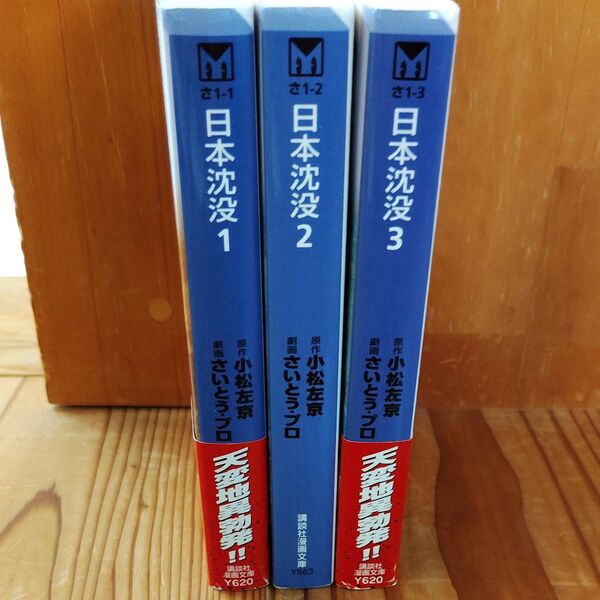 さ1-1
日本沈没 1
原作 小松左京
劇画 さいとう・プロ
天変地異勃発!!
講談社
漫画文庫
Y620
さ1-2
日本沈没 2
原作 小松左京
劇画 さいとう・プロ
講談社漫画文庫
Y563
さ1-3
日本沈没 3
原作 小松左京
劇画 さいとう・プロ
天変地異勃発!!
講談社
漫画文庫
Y620